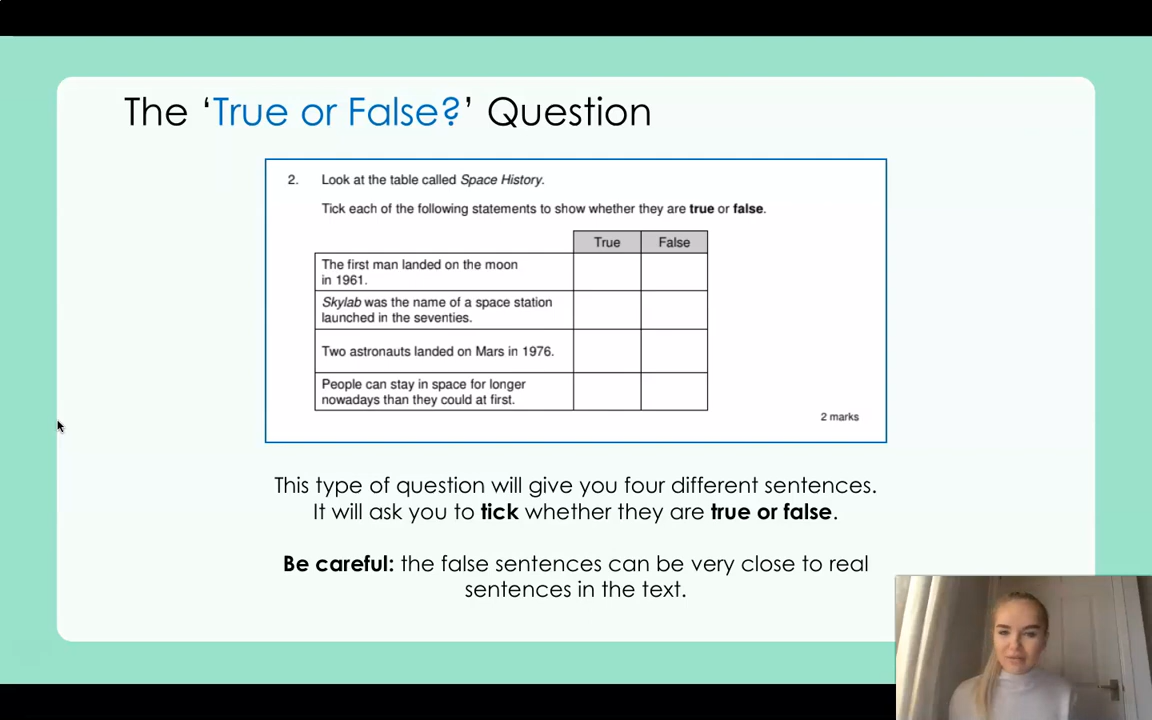 The ‘True or False?’ Question
2. Look at the table called Space History.
Tick each of the following statements to show whether they are true or false.
True False
The first man landed on the moon
in 1961.
Skylab was the name of a space station
launched in the seventies.
Two astronauts landed on Mars in 1976.
People can stay in space for longer
nowadays than they could at first.
2 marks
This type of question will give you four different sentences.
It will ask you to tick whether they are true or false.
Be careful: the false sentences can be very close to real
sentences in the text.